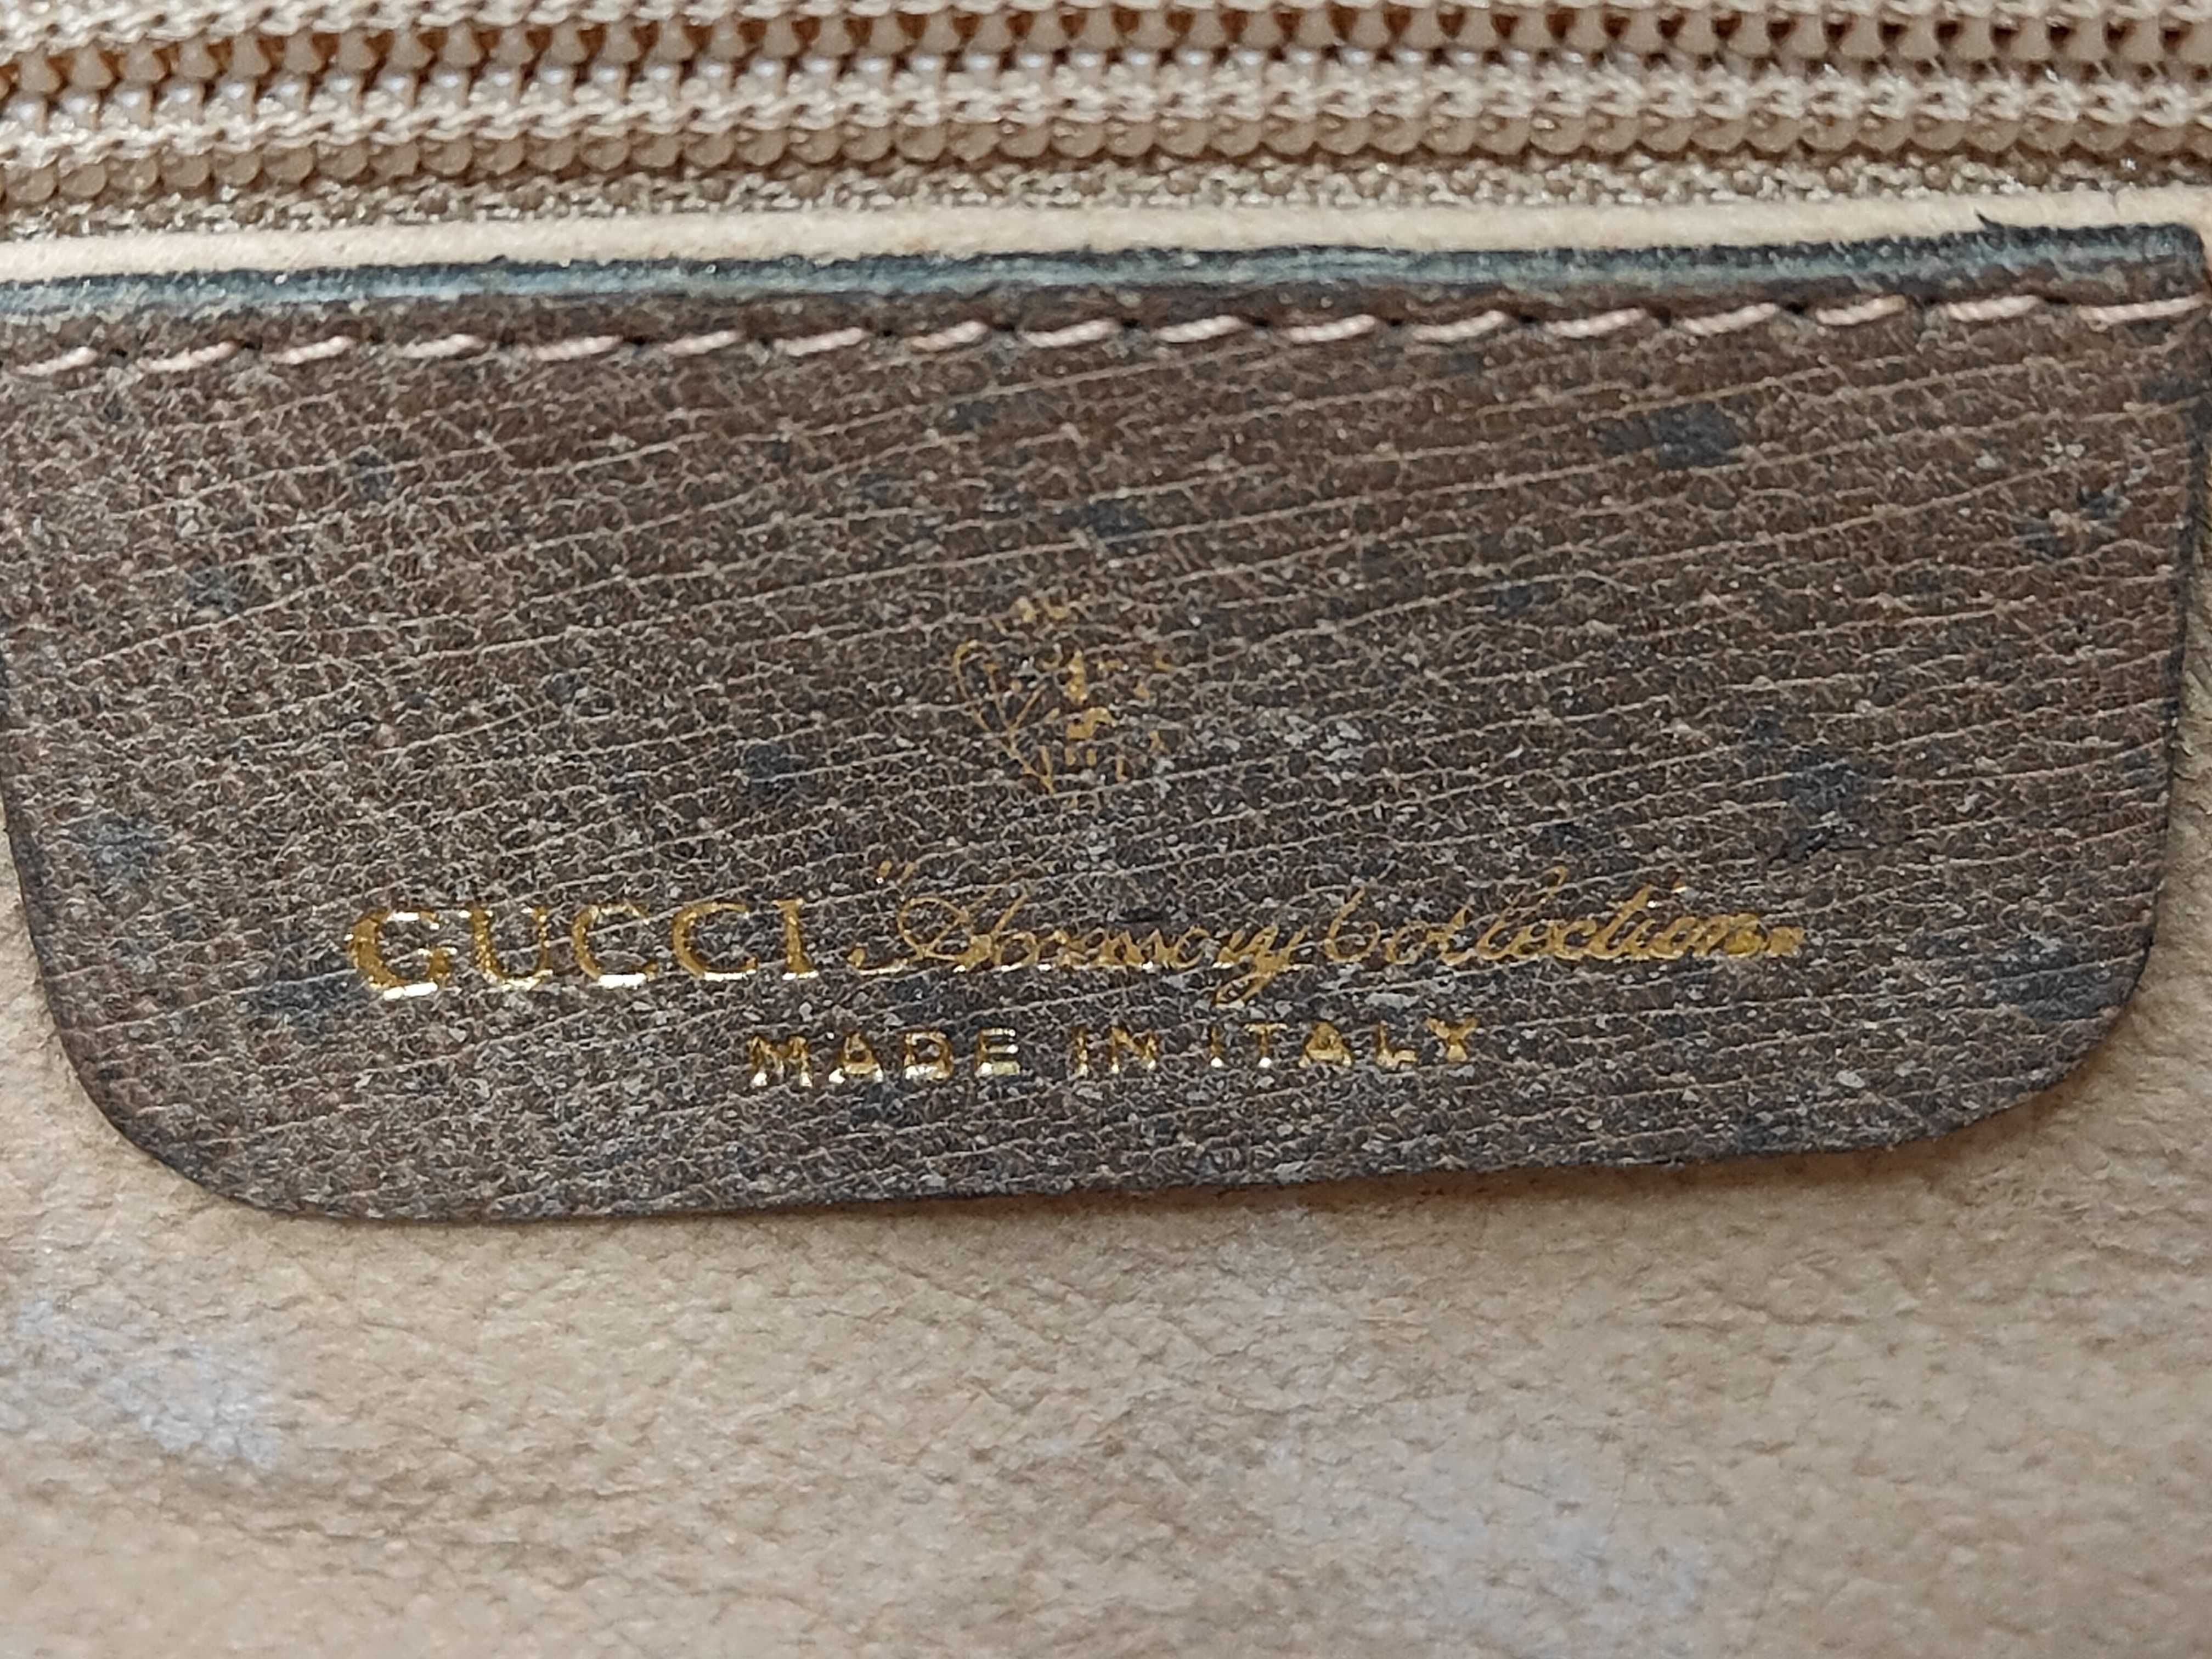 GUCCI "Accessory Collection"
MADE IN ITALY